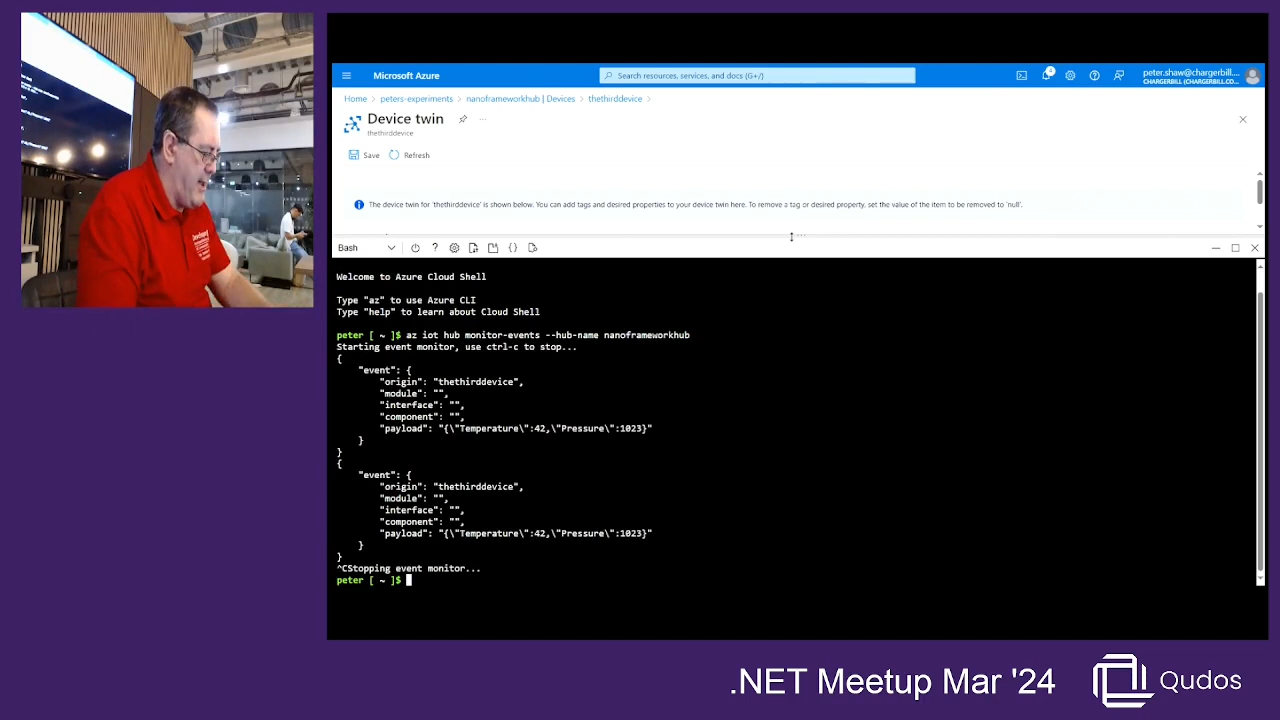 Microsoft Azure
Search resources, services, and docs (G+/)
1
peter.shaw@chargerbill....
CHARGERBILL (CHARGERBILL.CO...
Home > peters-experiments > nanoframeworkhub | Devices > thethirddevice >
Device twin
...
thethirddevice
Save
Refresh
The device twin for 'thethirddevice' is shown below. You can add tags and desired properties to your device twin here. To remove a tag or desired property, set the value of the item to be removed to 'null'.
Bash
Welcome to Azure Cloud Shell
Type "az" to use Azure CLI
Type "help" to learn about Cloud Shell
peter [ ~ ]$ az iot hub monitor-events --hub-name nanoframeworkhub
Starting event monitor, use ctrl-c to stop...
{
"event": {
"origin": "thethirddevice",
"module": "",
"interface": "",
"component": "",
"payload": "{\"Temperature\":42,\"Pressure\":1023}"
}
}
{
"event": {
"origin": "thethirddevice",
"module": "",
"interface": "",
"component": "",
"payload": "{\"Temperature\":42,\"Pressure\":1023}"
}
}
^CStopping event monitor...
peter [ ~ ]$
.NET Meetup Mar '24
Qudos